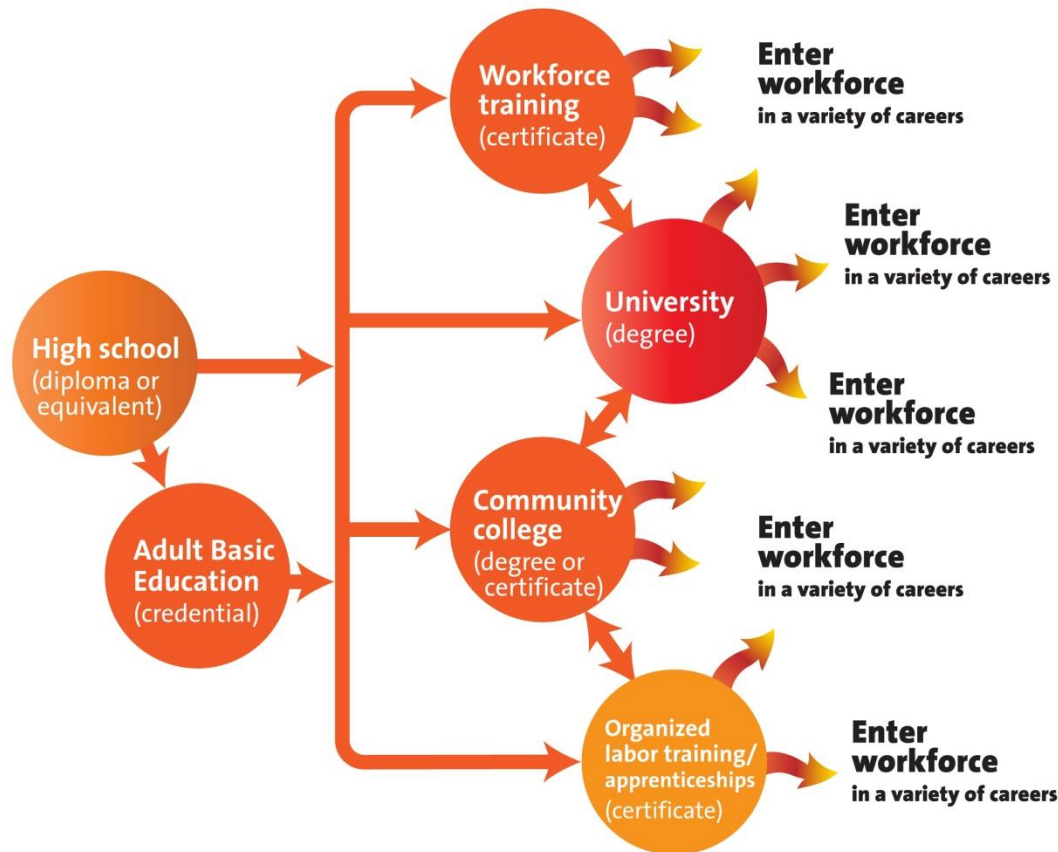 Workforce
training
(certificate)
Enter
workforce
in a variety of careers
University
(degree)
Enter
workforce
in a variety of careers
High school
(diploma or
equivalent)
Enter
workforce
in a variety of careers
Adult Basic
Education
(credential)
Community
college
(degree or
certificate)
Enter
workforce
in a variety of careers
Organized
labor training/
apprenticeships
(certificate)
Enter
workforce
in a variety of careers